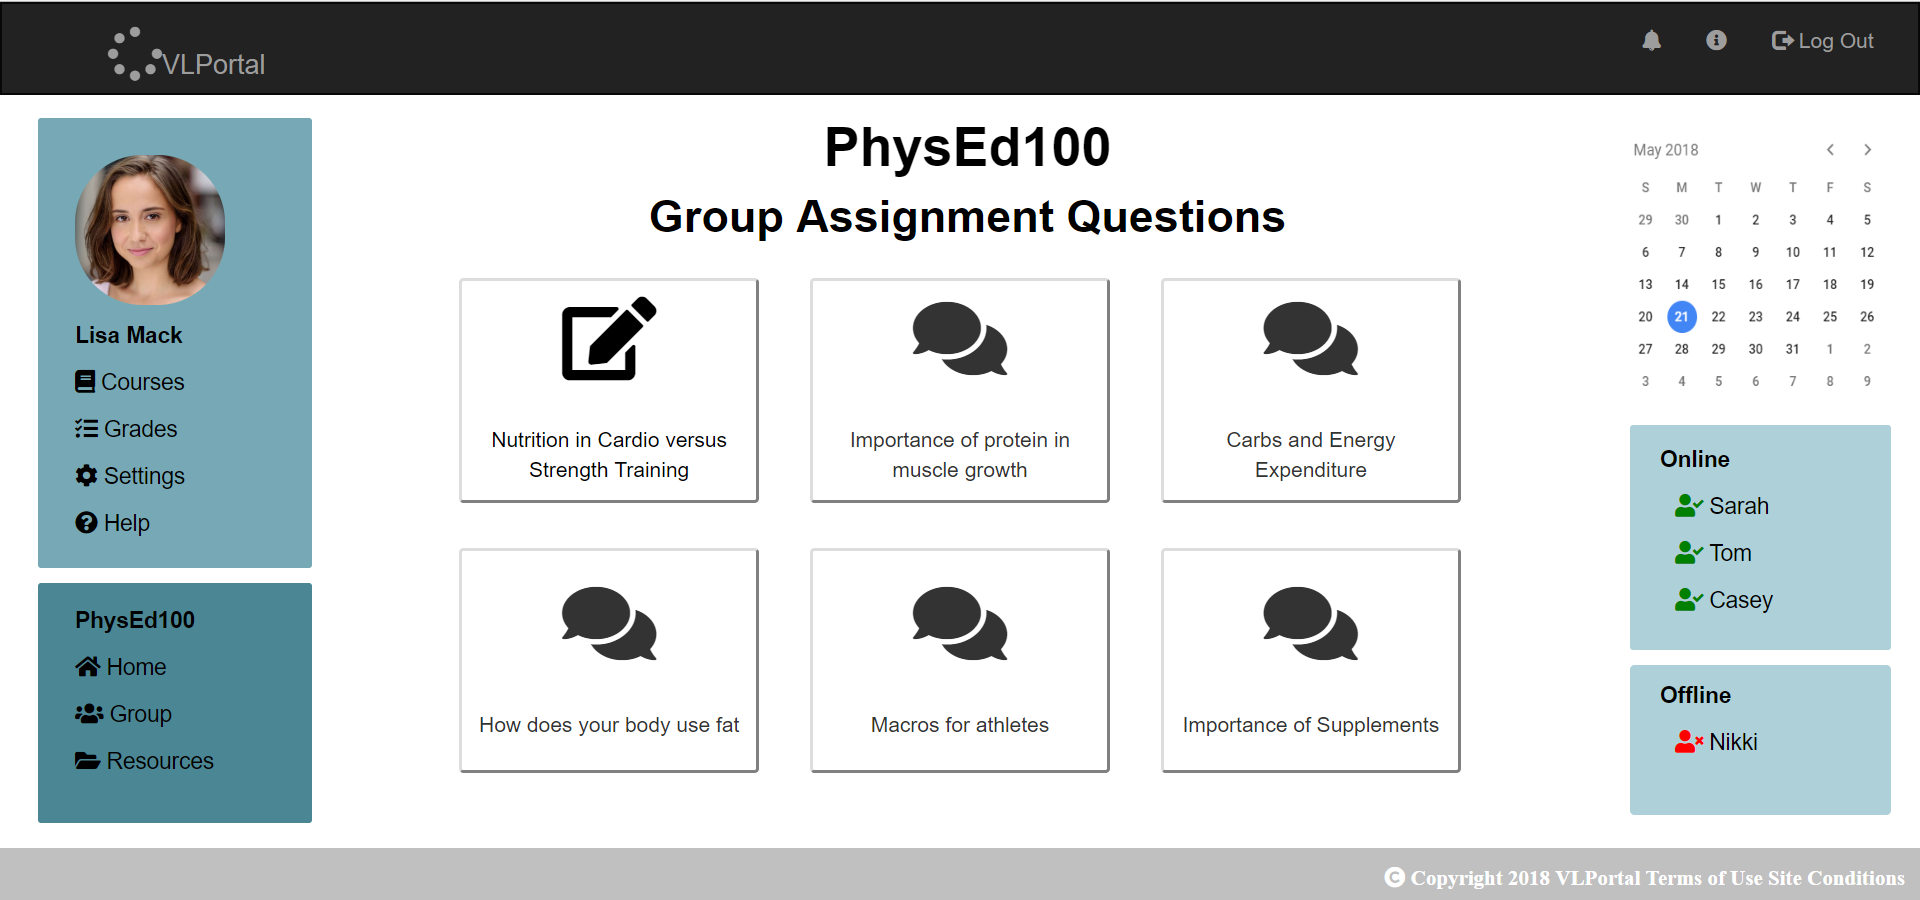 VLPortal
Log Out
Lisa Mack
Courses
Grades
Settings
Help
PhysEd100
Home
Group
Resources
PhysEd100
Group Assignment Questions
Nutrition in Cardio versus
Strength Training
Importance of protein in
muscle growth
Carbs and Energy
Expenditure
How does your body use fat
Macros for athletes
Importance of Supplements
May 2018
S M T W T F S
29 30 1 2 3 4 5
6 7 8 9 10 11 12
13 14 15 16 17 18 19
20 21 22 23 24 25 26
27 28 29 30 31 1 2
3 4 5 6 7 8 9
Online
Sarah
Tom
Casey
Offline
Nikki
© Copyright 2018 VLPortal Terms of Use Site Conditions